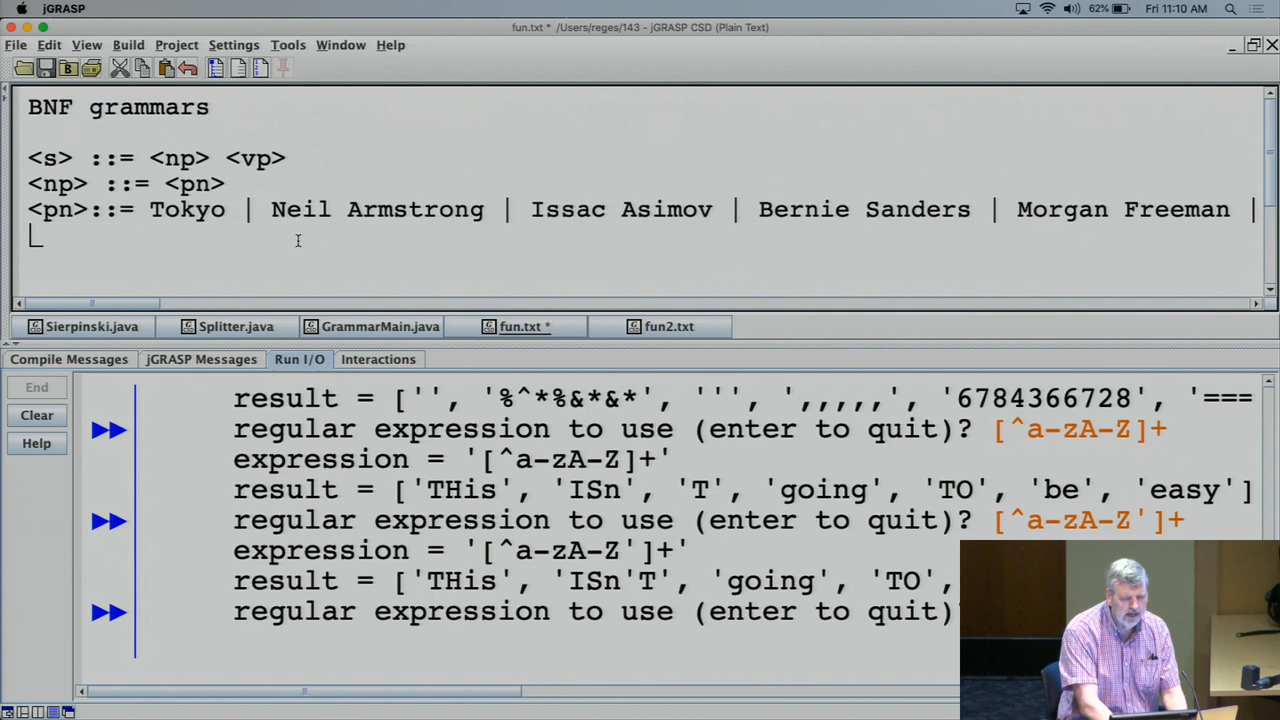 jGRASP
62%
Fri 11:10 AM
fun.txt * /Users/reges/143 - jGRASP CSD (Plain Text)
File Edit View Build Project Settings Tools Window Help
BNF grammars
<s> ::= <np> <vp>
<np> ::= <pn>
<pn>::= Tokyo | Neil Armstrong | Issac Asimov | Bernie Sanders | Morgan Freeman |
Sierpinski.java Splitter.java GrammarMain.java fun.txt * fun2.txt
Compile Messages jGRASP Messages Run I/O Interactions
End
Clear
Help
result = ['', '%^*%&*&*', ''', ',,,,,', '6784366728', '===
regular expression to use (enter to quit)? [^a-zA-Z]+
expression = '[^a-zA-Z]+'
result = ['THis', 'ISn', 'T', 'going', 'TO', 'be', 'easy']
regular expression to use (enter to quit)? [^a-zA-Z']+
expression = '[^a-zA-Z']+'
result = ['THis', 'ISn'T', 'going', 'TO',
regular expression to use (enter to quit)?